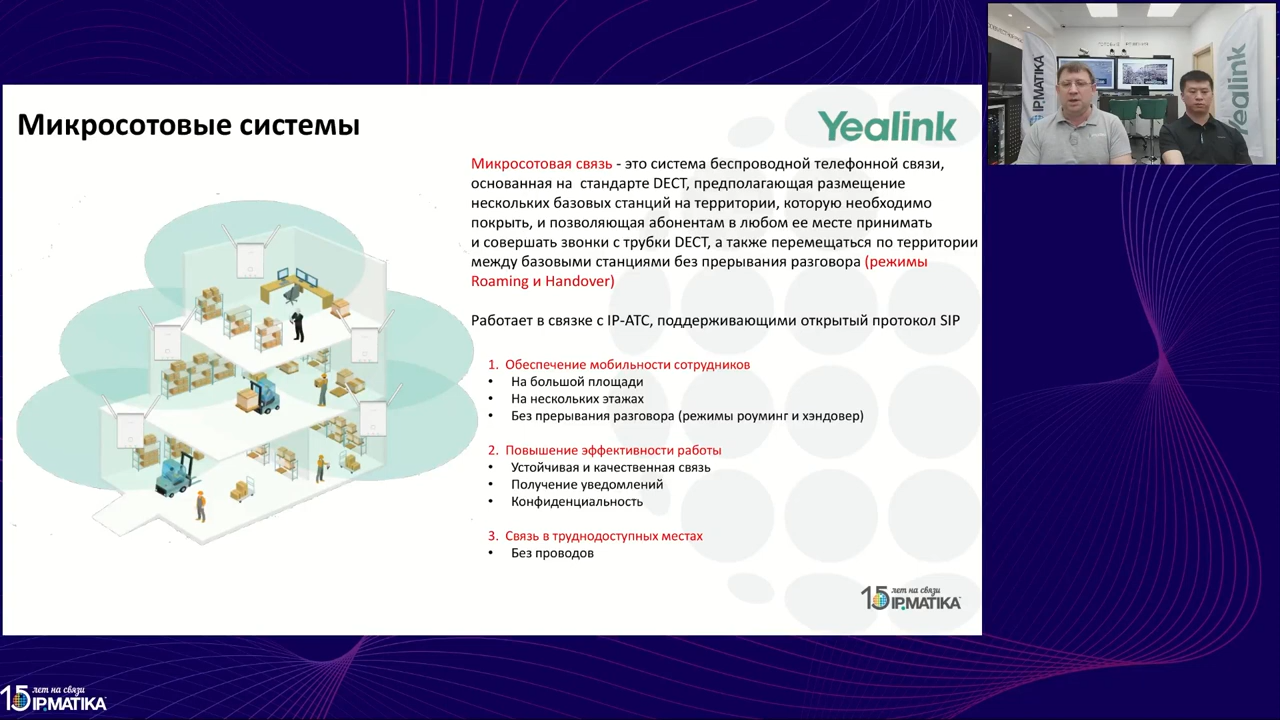 Микросотовые системы
Yealink
Микросотовая связь - это система беспроводной телефонной связи,
основанная на стандарте DECT, предполагающая размещение
нескольких базовых станций на территории, которую необходимо
покрыть, и позволяющая абонентам в любом ее месте принимать
и совершать звонки с трубки DECT, а также перемещаться по территории
между базовыми станциями без прерывания разговора (режимы
Roaming и Handover)
Работает в связке с IP-АТС, поддерживающими открытый протокол SIP
1. Обеспечение мобильности сотрудников
• На большой площади
• На нескольких этажах
• Без прерывания разговора (режимы роуминг и хэндовер)
2. Повышение эффективности работы
• Устойчивая и качественная связь
• Получение уведомлений
• Конфиденциальность
3. Связь в труднодоступных местах
• Без проводов
15 лет на связи
IPMATIKA
IPMATIKA
Yealink
15 лет на связи
IPMATIKA